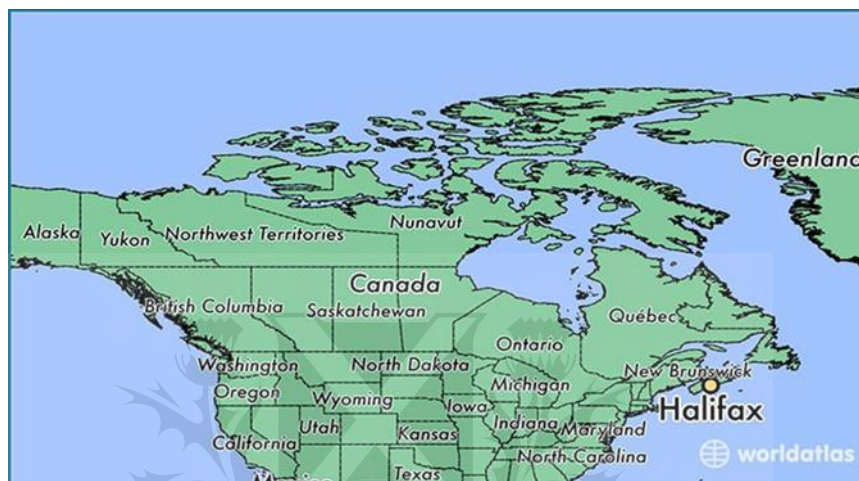 Greenland
Alaska
Yukon
Northwest Territories
Nunavut
Canada
British Columbia
Saskatchewan
Québec
Ontario
Washington
North Dakota
New Brunswick
Oregon
Wyoming
Michigan
Iowa
Halifax
Utah
Kansas
Indiana
Maryland
California
North Carolina
worldatlas
Texas